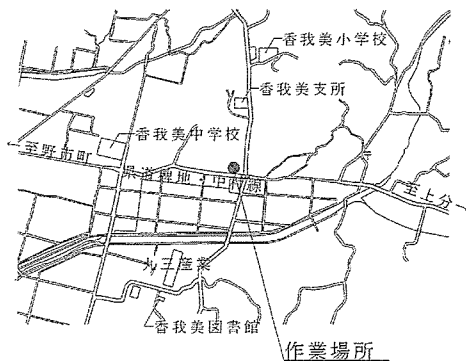 香我美小学校
香我美支所
香我美中学校
至野市町
県道稗地・中村線
至上分
丸三産業
香我美図書館
作業場所